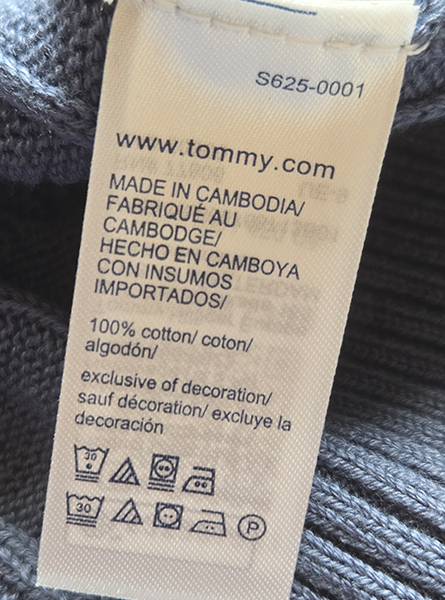 S625-0001
www.tommy.com
MADE IN CAMBODIA/
FABRIQUÉ AU
CAMBODGE/
HECHO EN CAMBOYA
CON INSUMOS
IMPORTADOS/
100% cotton/ coton/
algodón/
exclusive of decoration/
sauf décoration/ excluye la
decoración
30
30 P